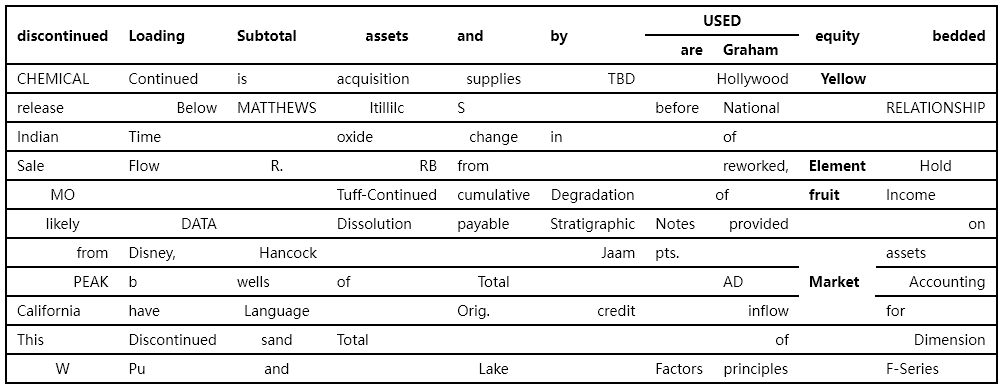 USED
discontinued Loading Subtotal assets and by equity bedded
are Graham
CHEMICAL Continued is acquisition supplies TBD Hollywood Yellow
release Below MATTHEWS Itillilc S before National RELATIONSHIP
Indian Time oxide change in of
Sale Flow R. RB from reworked, Element Hold
MO Tuff-Continued cumulative Degradation of fruit Income
likely DATA Dissolution payable Stratigraphic Notes provided on
from Disney, Hancock Jaam pts. assets
PEAK b wells of Total AD Market Accounting
California have Language Orig. credit inflow for
This Discontinued sand Total of Dimension
W Pu and Lake Factors principles F-Series